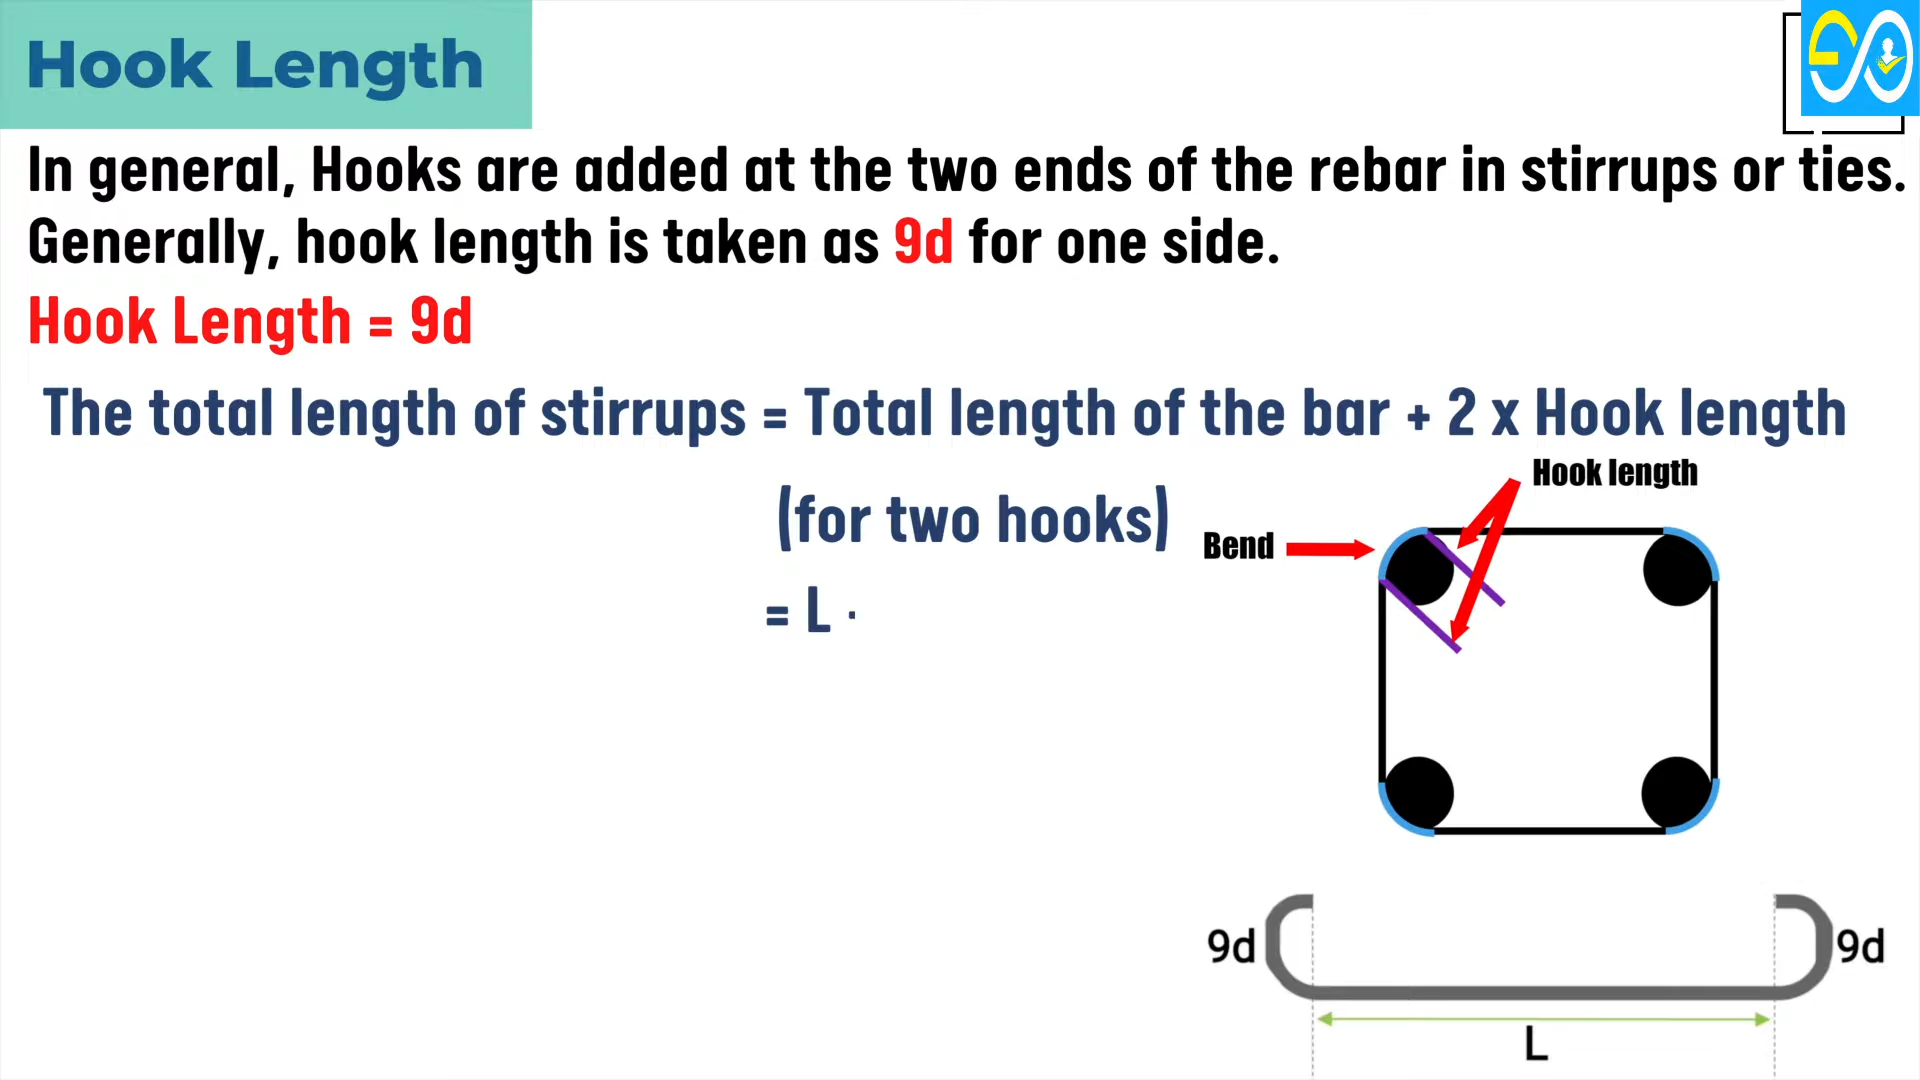 Hook Length
In general, Hooks are added at the two ends of the rebar in stirrups or ties.
Generally, hook length is taken as 9d for one side.
Hook Length = 9d
The total length of stirrups = Total length of the bar + 2 x Hook length
(for two hooks)
= L ·
Hook length
Bend
9d
9d
L